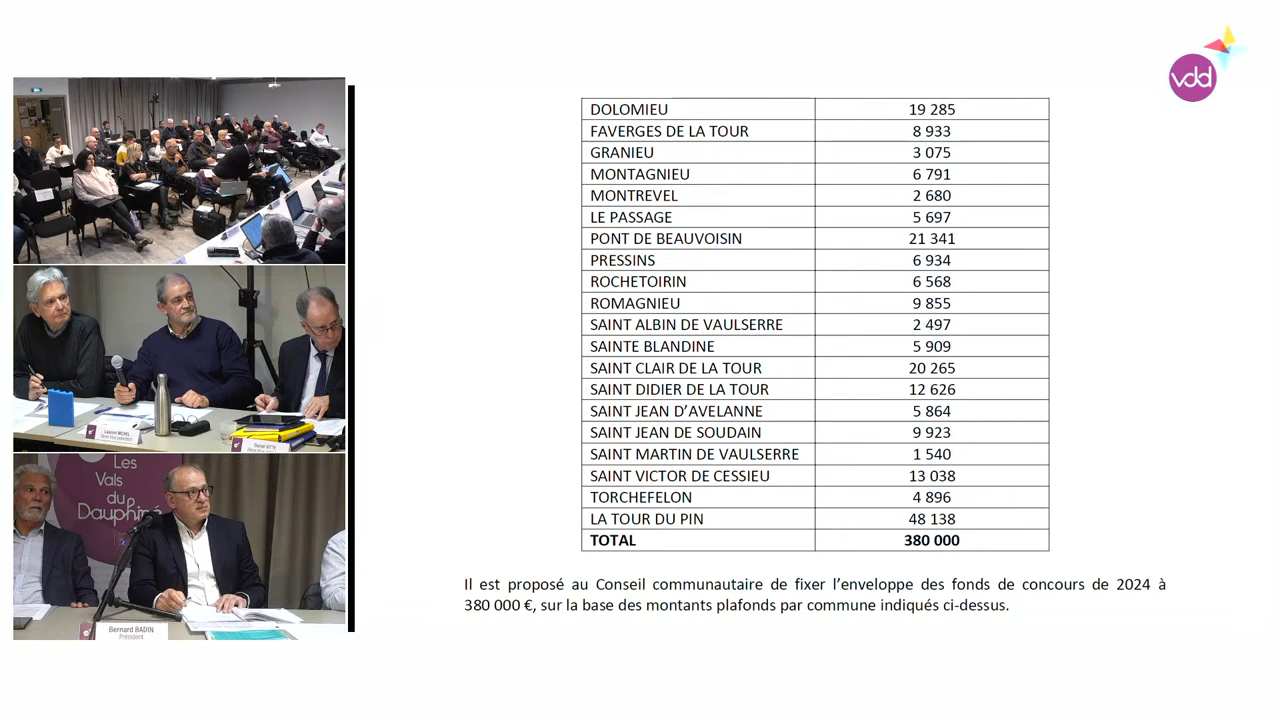 vdd
DOLOMIEU 19 285
FAVERGES DE LA TOUR 8 933
GRANIEU 3 075
MONTAGNIEU 6 791
MONTREVEL 2 680
LE PASSAGE 5 697
PONT DE BEAUVOISIN 21 341
PRESSINS 6 934
ROCHETOIRIN 6 568
ROMAGNIEU 9 855
SAINT ALBIN DE VAULSERRE 2 497
SAINTE BLANDINE 5 909
SAINT CLAIR DE LA TOUR 20 265
SAINT DIDIER DE LA TOUR 12 626
SAINT JEAN D’AVELANNE 5 864
SAINT JEAN DE SOUDAIN 9 923
SAINT MARTIN DE VAULSERRE 1 540
SAINT VICTOR DE CESSIEU 13 038
TORCHEFELON 4 896
LA TOUR DU PIN 48 138
TOTAL 380 000
Il est proposé au Conseil communautaire de fixer l’enveloppe des fonds de concours de 2024 à
380 000 €, sur la base des montants plafonds par commune indiqués ci-dessus.
Les
Vals
du
Dauphiné
Bernard BADIN
Président